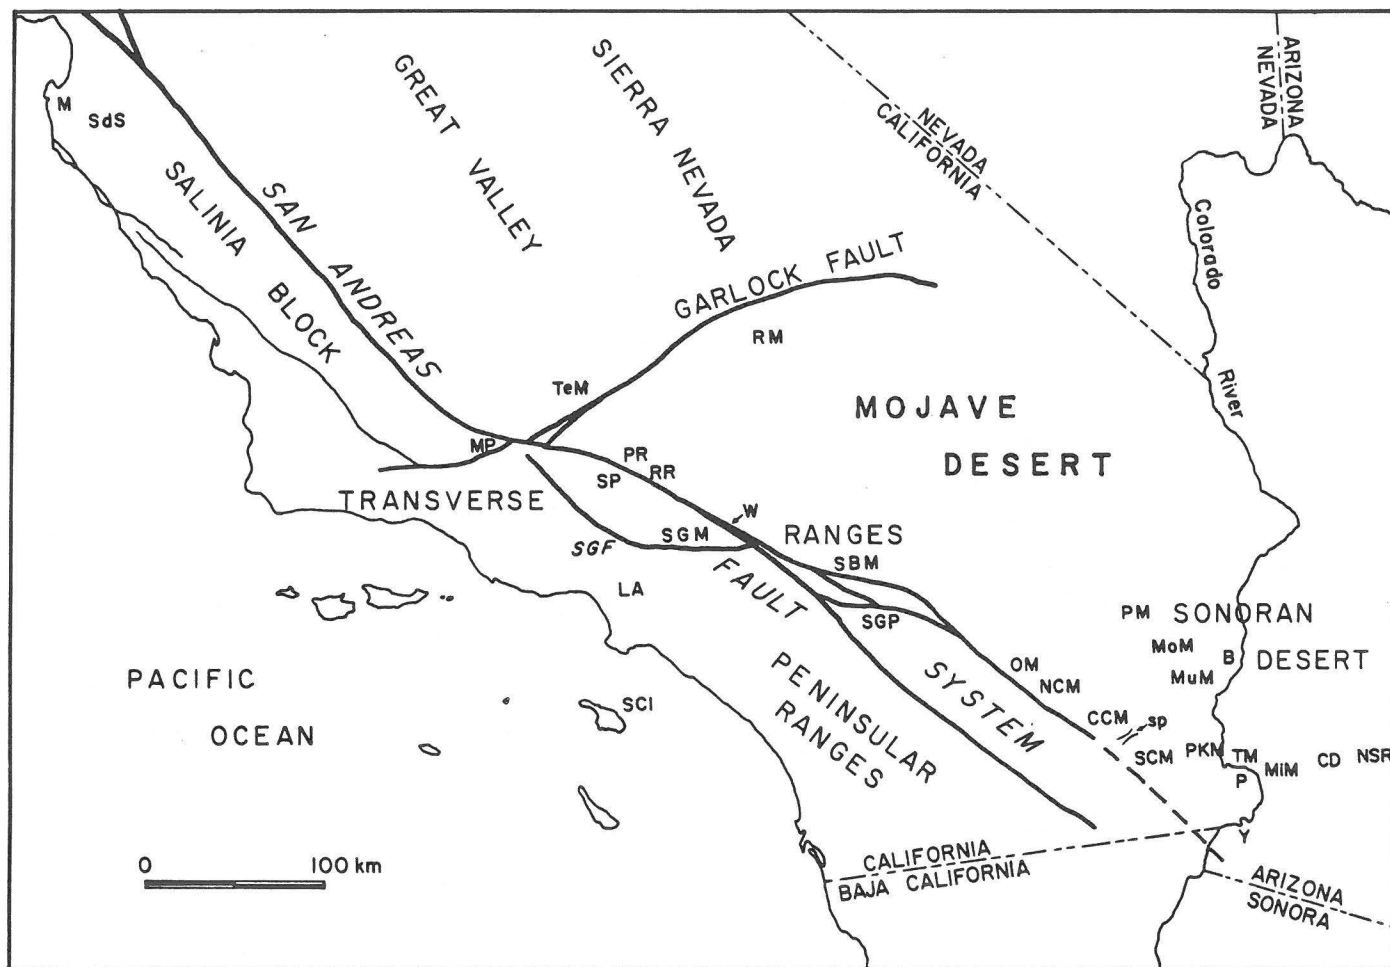 M
SdS
SALINIA
BLOCK
SAN ANDREAS
GREAT VALLEY
SIERRA NEVADA
NEVADA
CALIFORNIA
ARIZONA
NEVADA
Colorado
River
GARLOCK FAULT
RM
TeM
MOJAVE
DESERT
MP
PR
SP
RR
W
TRANSVERSE
RANGES
SGF
SGM
SBM
FAULT
LA
SGP
PM
SONORAN
DESERT
MoM
B
MuM
OM
NCM
SYSTEM
PENINSULAR
RANGES
SCI
PACIFIC
OCEAN
CCM
sp
SCM
PKM
TM
P
MiM
CD
NSR
Y
0
100 km
CALIFORNIA
BAJA CALIFORNIA
ARIZONA
SONORA